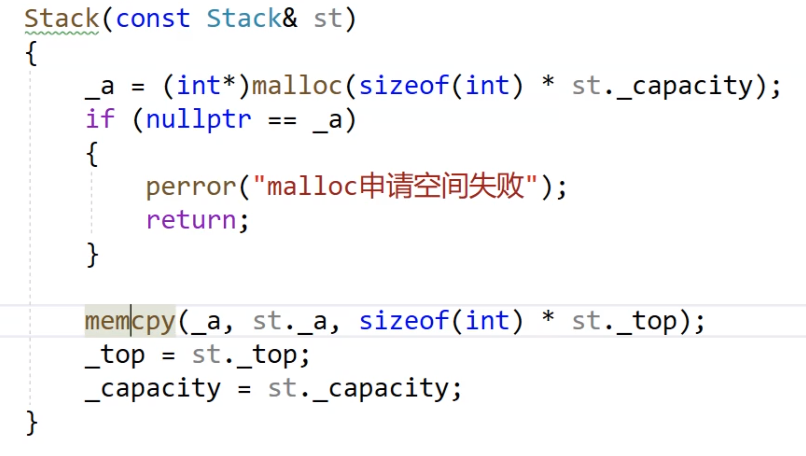 Stack(const Stack& st)
{
_a = (int*)malloc(sizeof(int) * st._capacity);
if (nullptr == _a)
{
perror("malloc申请空间失败");
return;
}
memcpy(_a, st._a, sizeof(int) * st._top);
_top = st._top;
_capacity = st._capacity;
}